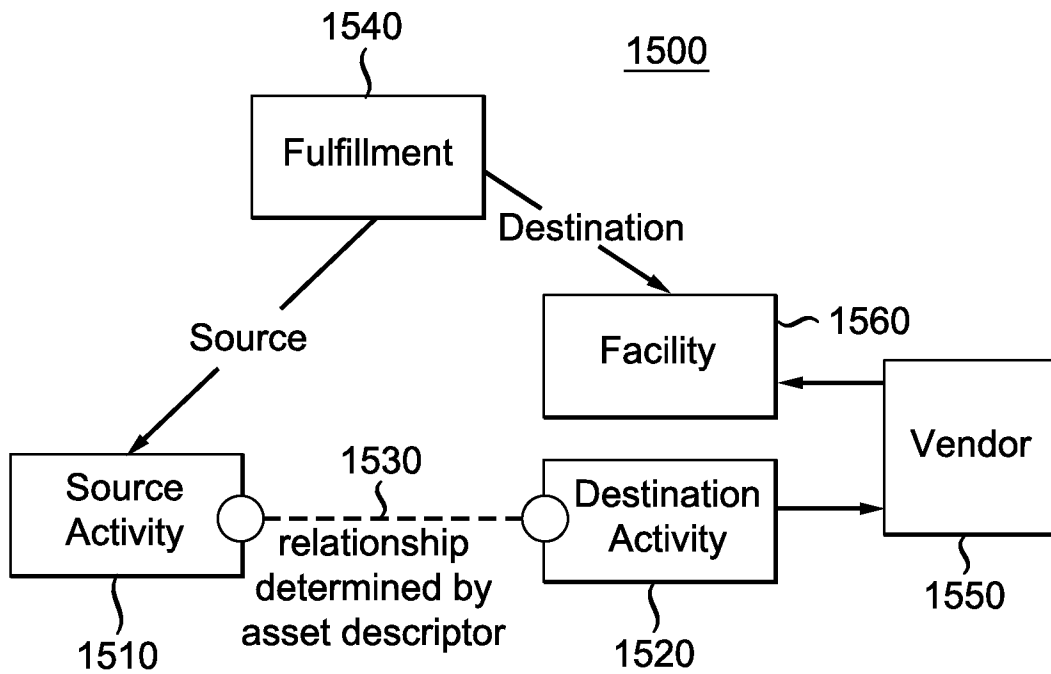 1540
1500
Fulfillment
Destination
Source
Facility
1560
Vendor
Source
Activity
1530
relationship
determined by
asset descriptor
Destination
Activity
1510
1520
1550